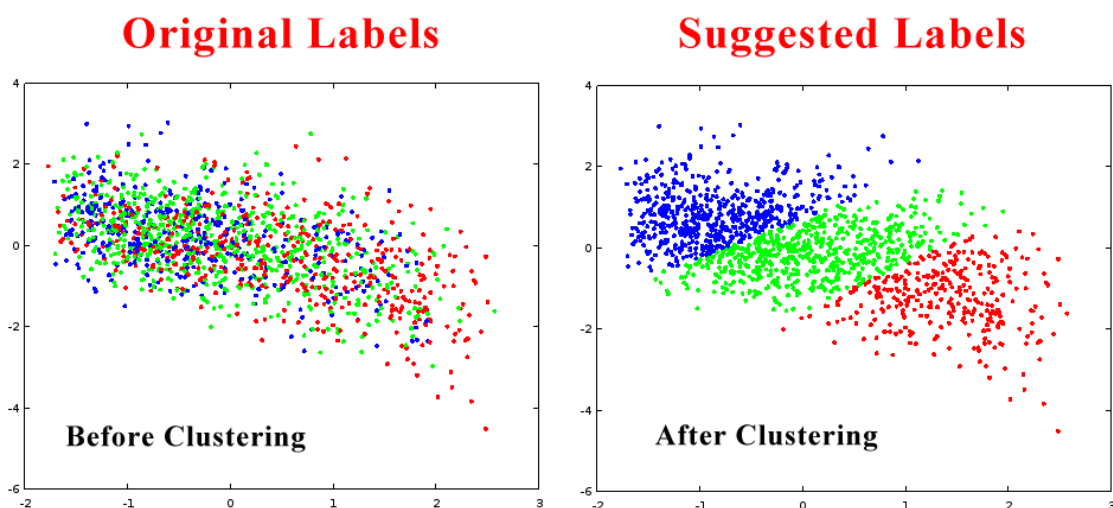 Original Labels
4
2
0
-2
-4
-6
-2 -1 0 1 2 3
Before Clustering
Suggested Labels
4
2
0
-2
-4
-6
-2 -1 0 1 2 3
After Clustering